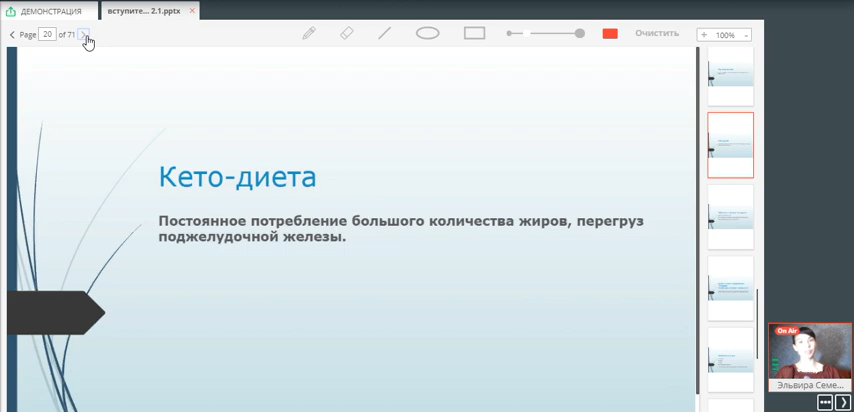 ДЕМОНСТРАЦИЯ
вступите... 2.1.pptx
Page 20 of 71
Очистить
100%
Кето-диета
Постоянное потребление большого количества жиров, перегруз
поджелудочной железы.
On Air
Эльвира Семе...